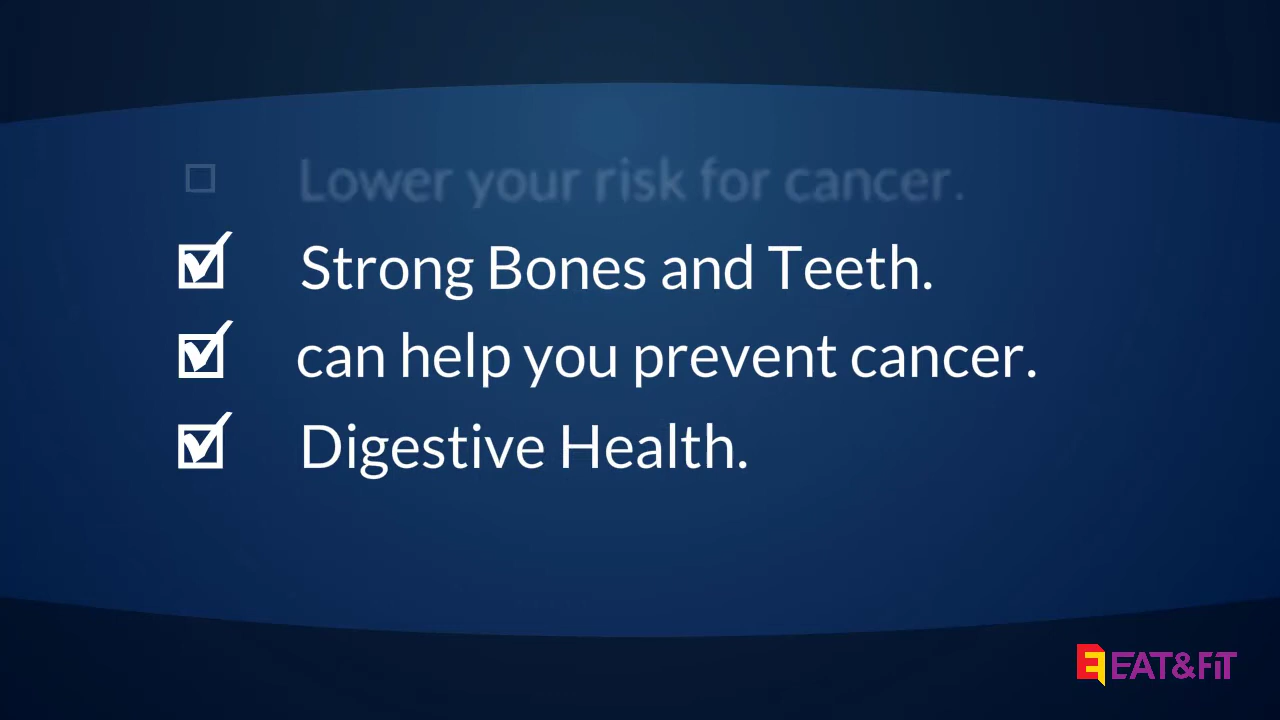 Lower your risk for cancer.
Strong Bones and Teeth.
can help you prevent cancer.
Digestive Health.
EAT&FiT